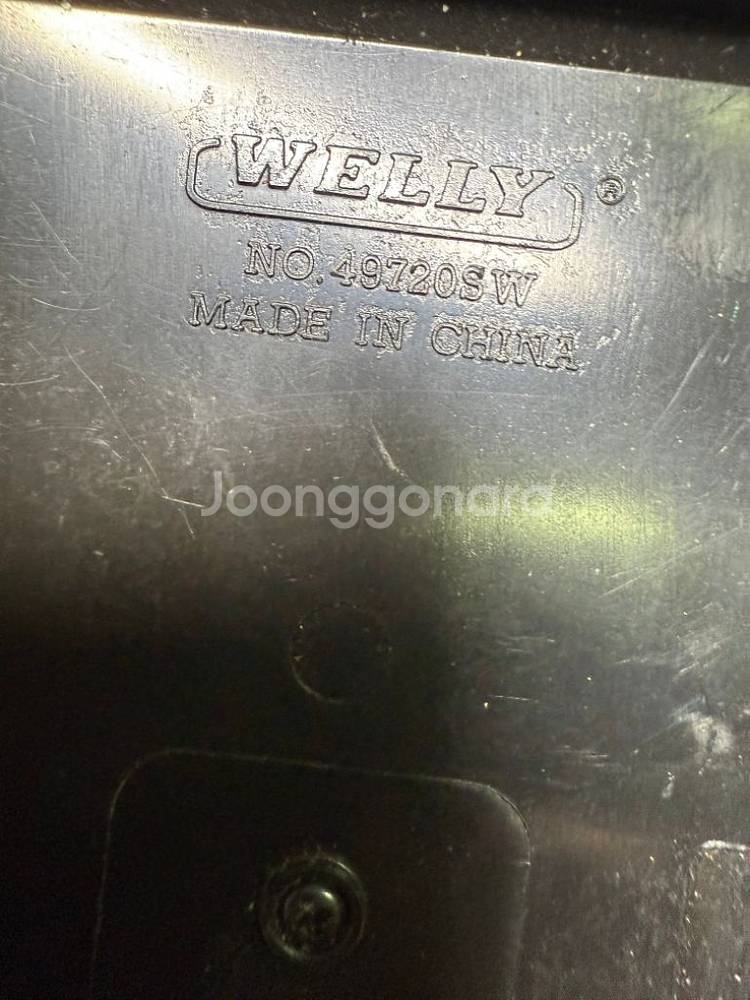 WELLY ®
NO. 49720SW
MADE IN CHINA
Joonggonara